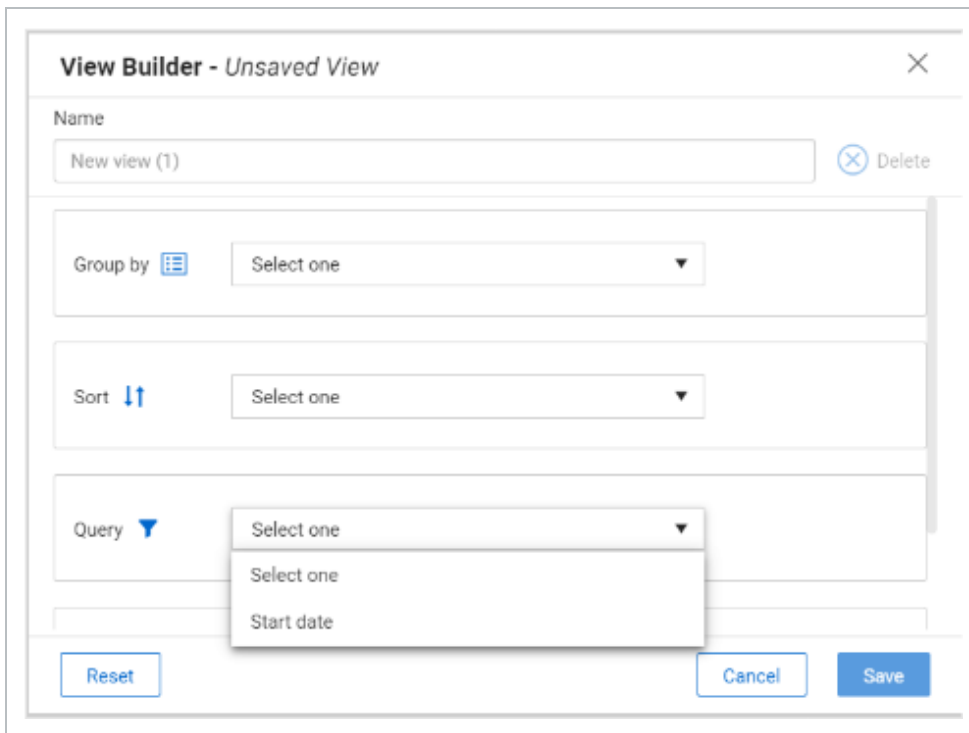 View Builder - Unsaved View
Name
New view (1)
Delete
Group by
Select one
Sort
Select one
Query
Select one
Select one
Start date
Reset
Cancel
Save